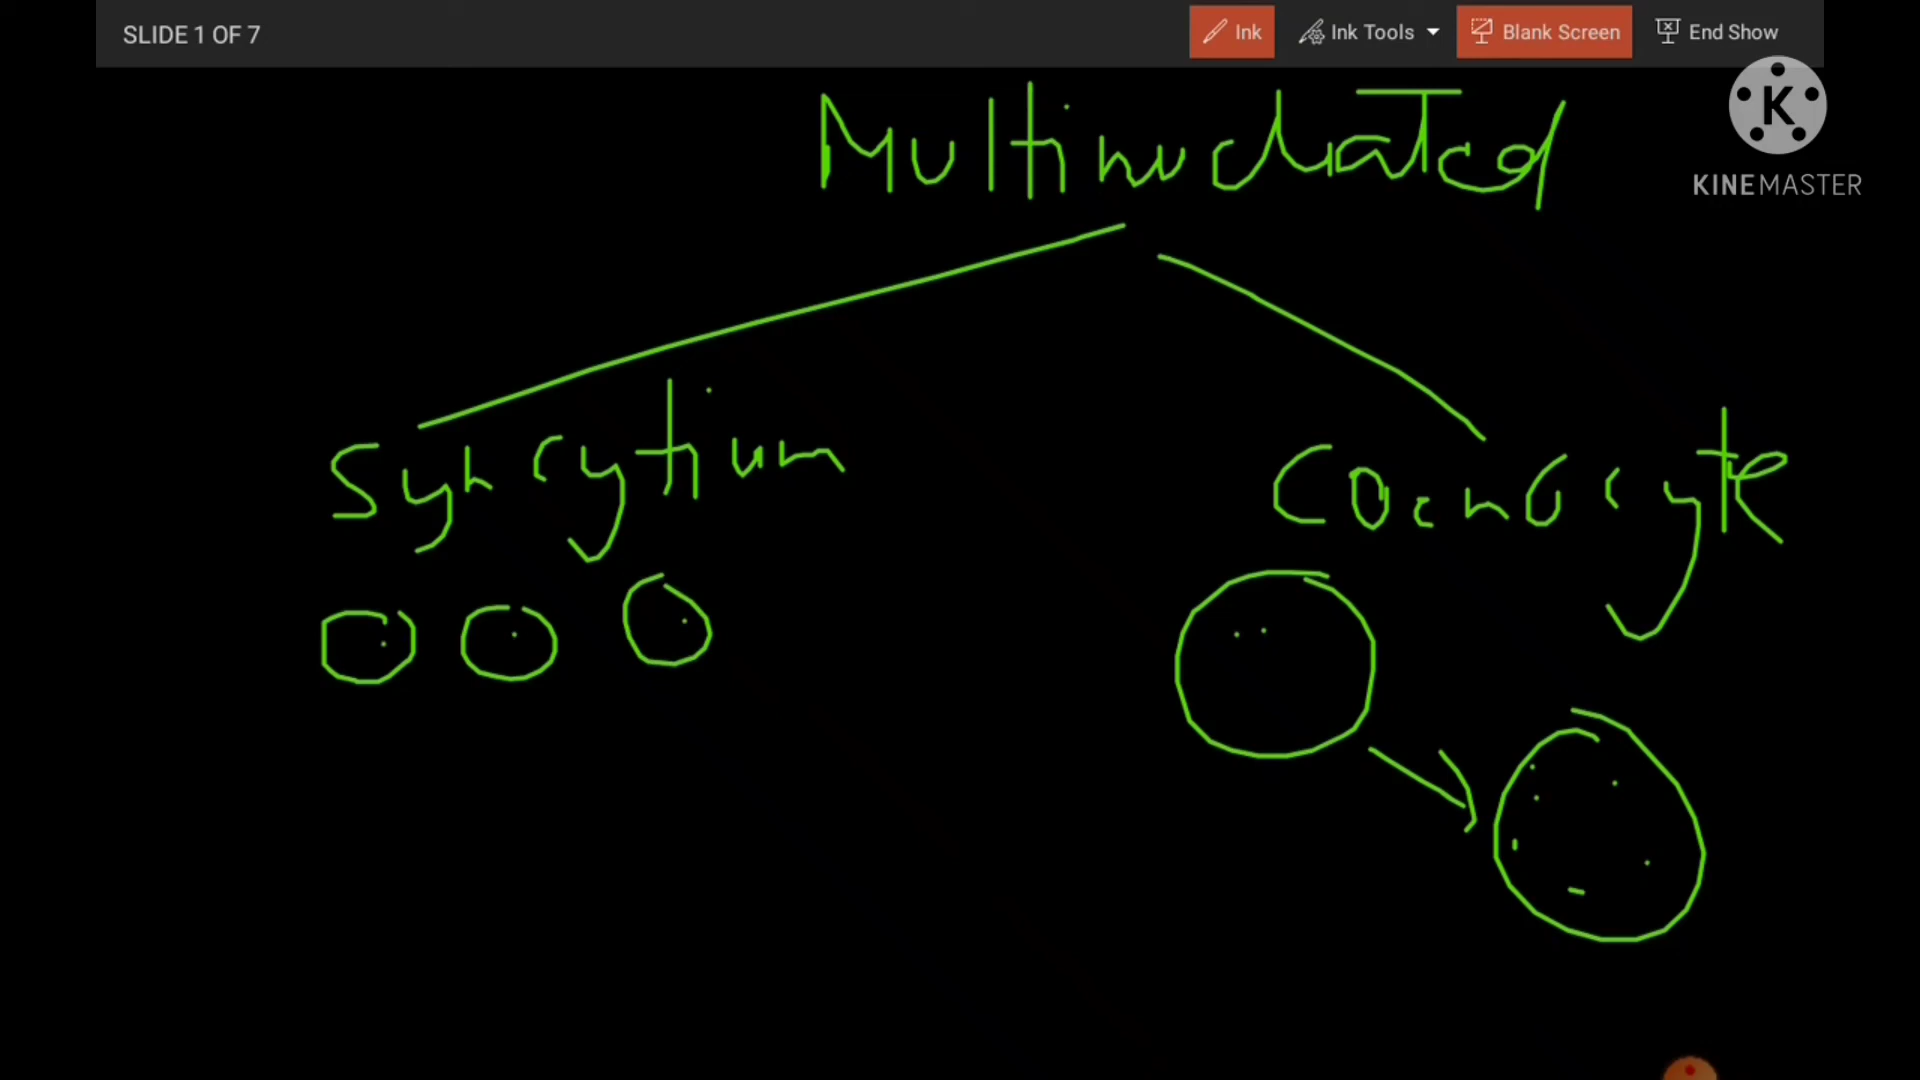 SLIDE 1 OF 7
Ink
Ink Tools
Blank Screen
End Show
K
KINEMASTER
Multinucleated
Syncytium
Coenocyte